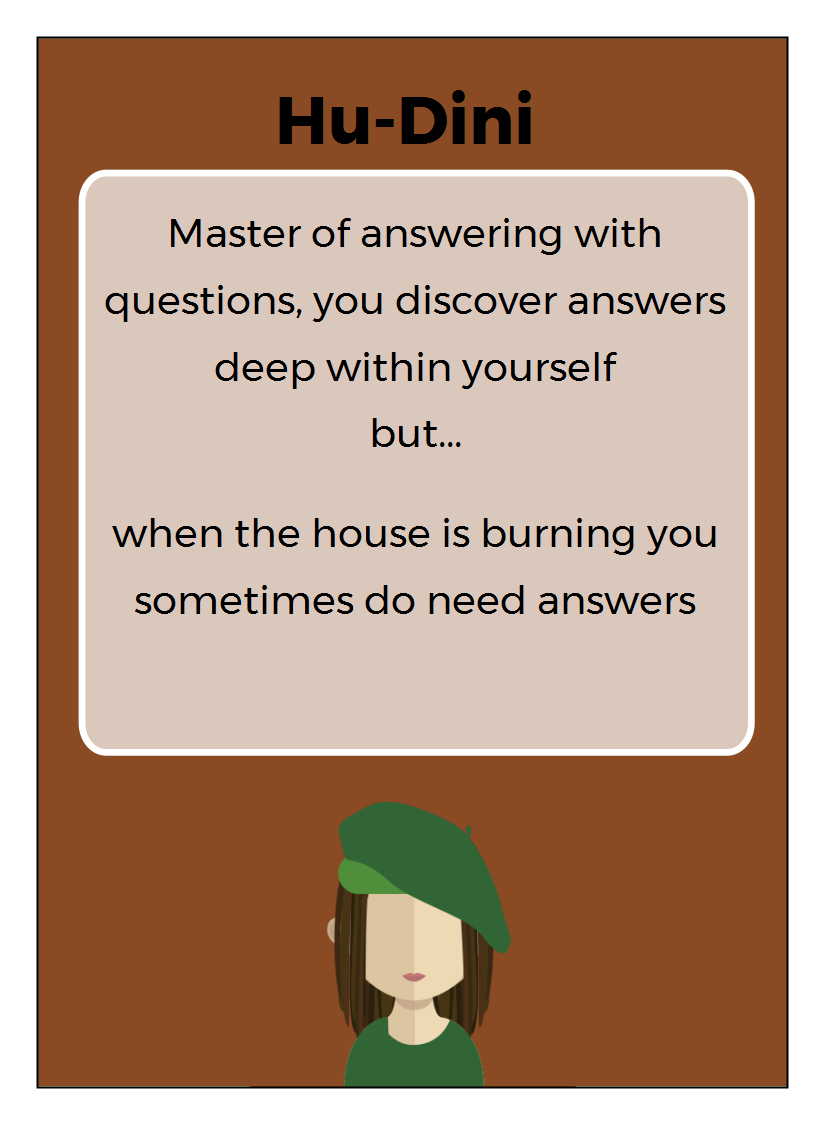 Hu-Dini
Master of answering with
questions, you discover answers
deep within yourself
but...
when the house is burning you
sometimes do need answers